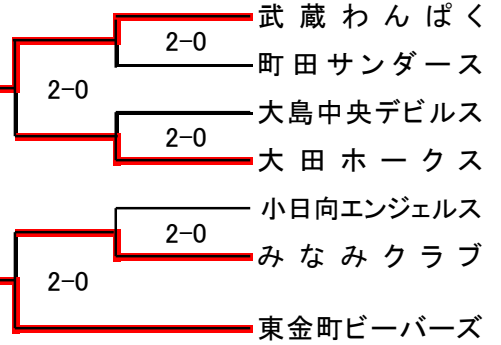 武蔵わんぱく
2-0
町田サンダース
2-0
大島中央デビルス
2-0
大田ホークス
小日向エンジェルス
2-0
みなみクラブ
2-0
東金町ビーバーズ